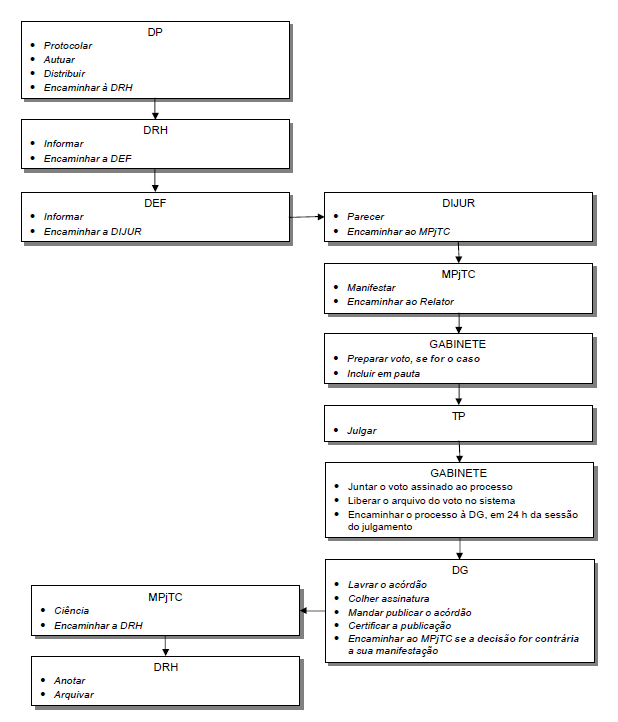 DP
• Protocolar
• Autuar
• Distribuir
• Encaminhar à DRH
DRH
• Informar
• Encaminhar a DEF
DEF
• Informar
• Encaminhar a DIJUR
DIJUR
• Parecer
• Encaminhar ao MPjTC
MPjTC
• Manifestar
• Encaminhar ao Relator
GABINETE
• Preparar voto, se for o caso
• Incluir em pauta
TP
• Julgar
GABINETE
• Juntar o voto assinado ao processo
• Liberar o arquivo do voto no sistema
• Encaminhar o processo à DG, em 24 h da sessão
do julgamento
DG
• Lavrar o acórdão
• Colher assinatura
• Mandar publicar o acórdão
• Certificar a publicação
• Encaminhar ao MPjTC se a decisão for contrária
a sua manifestação
MPjTC
• Ciência
• Encaminhar a DRH
DRH
• Anotar
• Arquivar